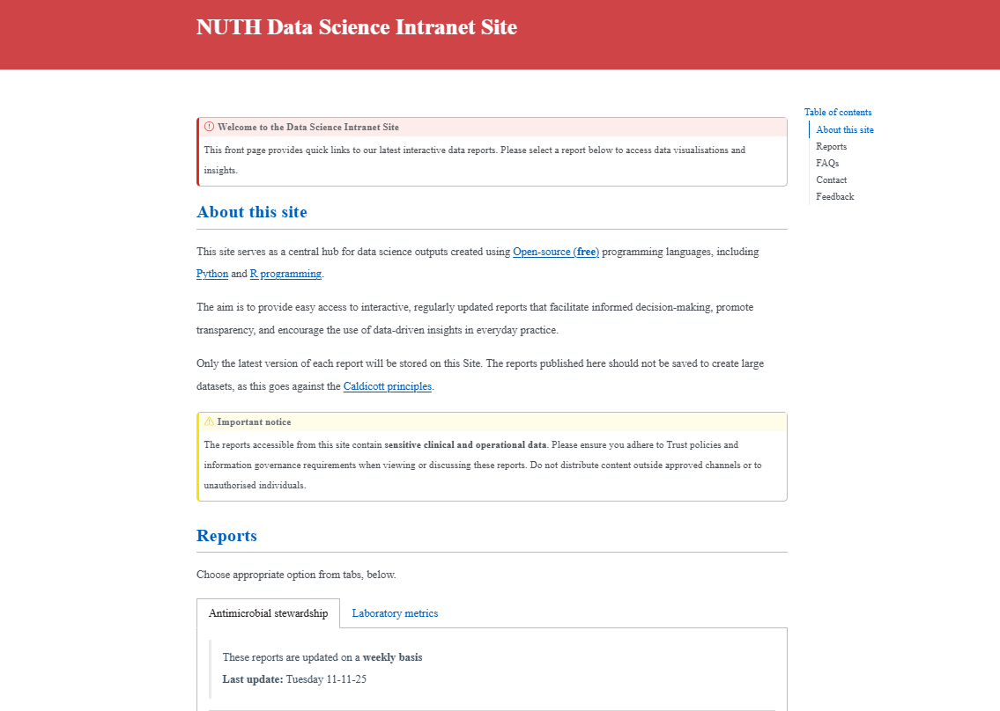 NUTH Data Science Intranet Site
Welcome to the Data Science Intranet Site
This front page provides quick links to our latest interactive data reports. Please select a report below to access data visualisations and
insights.
Table of contents
About this site
Reports
FAQs
Contact
Feedback
About this site
This site serves as a central hub for data science outputs created using Open-source (free) programming languages, including
Python and R programming.
The aim is to provide easy access to interactive, regularly updated reports that facilitate informed decision-making, promote
transparency, and encourage the use of data-driven insights in everyday practice.
Only the latest version of each report will be stored on this Site. The reports published here should not be saved to create large
datasets, as this goes against the Caldicott principles.
Important notice
The reports accessible from this site contain sensitive clinical and operational data. Please ensure you adhere to Trust policies and
information governance requirements when viewing or discussing these reports. Do not distribute content outside approved channels or to
unauthorised individuals.
Reports
Choose appropriate option from tabs, below.
Antimicrobial stewardship Laboratory metrics
These reports are updated on a weekly basis
Last update: Tuesday 11-11-25